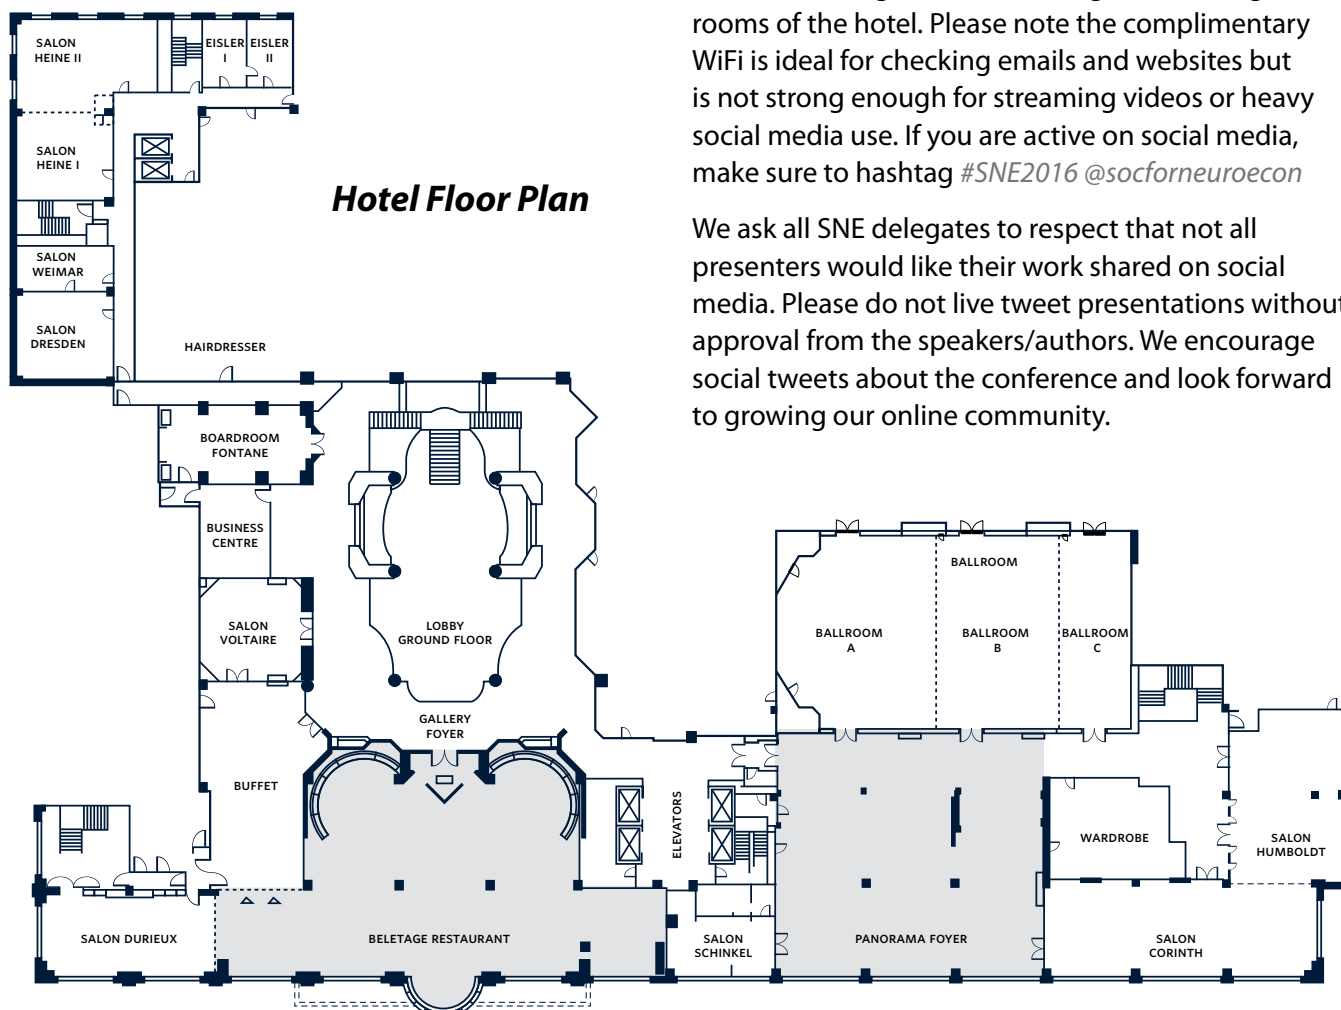 rooms of the hotel. Please note the complimentary
WiFi is ideal for checking emails and websites but
is not strong enough for streaming videos or heavy
social media use. If you are active on social media,
make sure to hashtag #SNE2016 @socforneuroecon
We ask all SNE delegates to respect that not all
presenters would like their work shared on social
media. Please do not live tweet presentations without
approval from the speakers/authors. We encourage
social tweets about the conference and look forward
to growing our online community.
Hotel Floor Plan
SALON
HEINE II
EISLER
I
EISLER
II
SALON
HEINE I
SALON
WEIMAR
SALON
DRESDEN
HAIRDRESSER
BOARDROOM
FONTANE
BUSINESS
CENTRE
SALON
VOLTAIRE
LOBBY
GROUND FLOOR
GALLERY
FOYER
BUFFET
ELEVATORS
BALLROOM
BALLROOM
A
BALLROOM
B
BALLROOM
C
WARDROBE
SALON
HUMBOLDT
SALON DURIEUX
BELETAGE RESTAURANT
SALON
SCHINKEL
PANORAMA FOYER
SALON
CORINTH